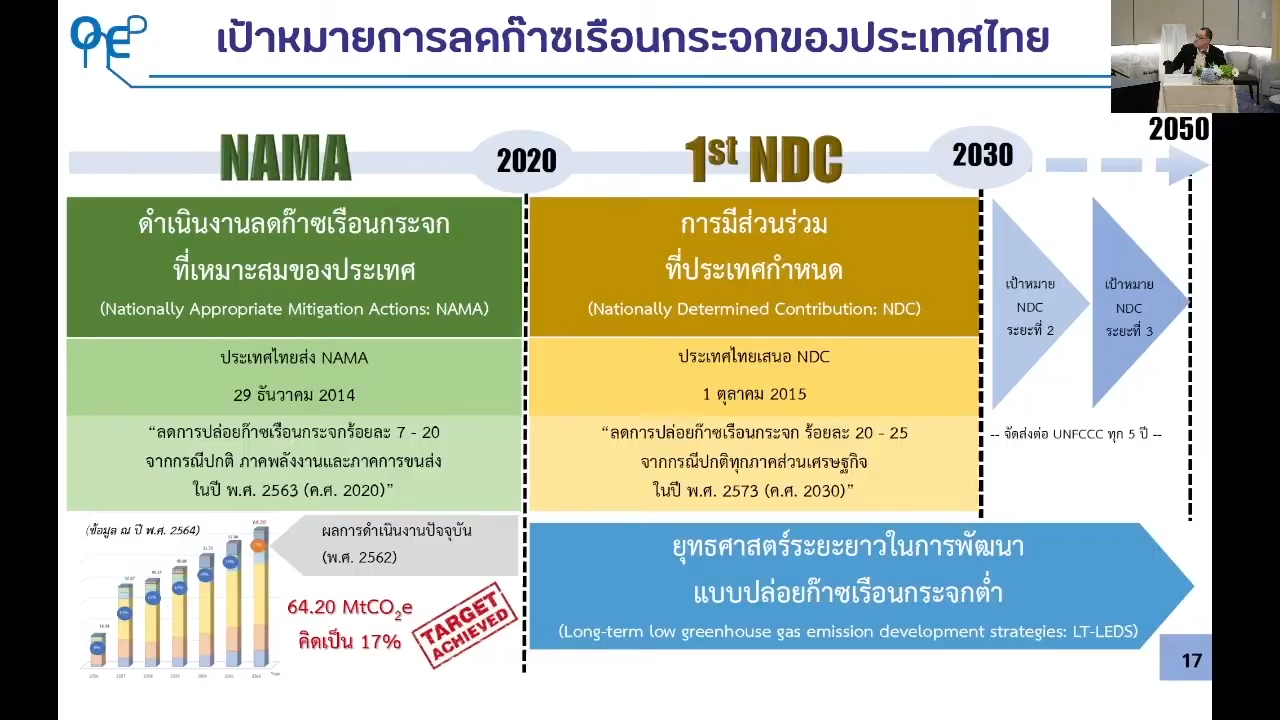 เป้าหมายการลดก๊าซเรือนกระจกของประเทศไทย
NAMA
2020
1st NDC
2030
2050
ดำเนินงานลดก๊าซเรือนกระจก
ที่เหมาะสมของประเทศ
(Nationally Appropriate Mitigation Actions: NAMA)
การมีส่วนร่วม
ที่ประเทศกำหนด
(Nationally Determined Contribution: NDC)
เป้าหมาย
NDC
ระยะที่ 2
เป้าหมาย
NDC
ระยะที่ 3
ประเทศไทยส่ง NAMA
29 ธันวาคม 2014
ประเทศไทยเสนอ NDC
1 ตุลาคม 2015
“ลดการปล่อยก๊าซเรือนกระจกร้อยละ 7 - 20
จากกรณีปกติ ภาคพลังงานและภาคการขนส่ง
ในปี พ.ศ. 2563 (ค.ศ. 2020)”
“ลดการปล่อยก๊าซเรือนกระจก ร้อยละ 20 - 25
จากกรณีปกติทุกภาคส่วนเศรษฐกิจ
ในปี พ.ศ. 2573 (ค.ศ. 2030)”
-- จัดส่งต่อ UNFCCC ทุก 5 ปี --
(ข้อมูล ณ ปี พ.ศ. 2564)
ผลการดำเนินงานปัจจุบัน
(พ.ศ. 2562)
64.20 MtCO2e
คิดเป็น 17%
TARGET
ACHIEVED
ยุทธศาสตร์ระยะยาวในการพัฒนา
แบบปล่อยก๊าซเรือนกระจกต่ำ
(Long-term low greenhouse gas emission development strategies: LT-LEDS)
17